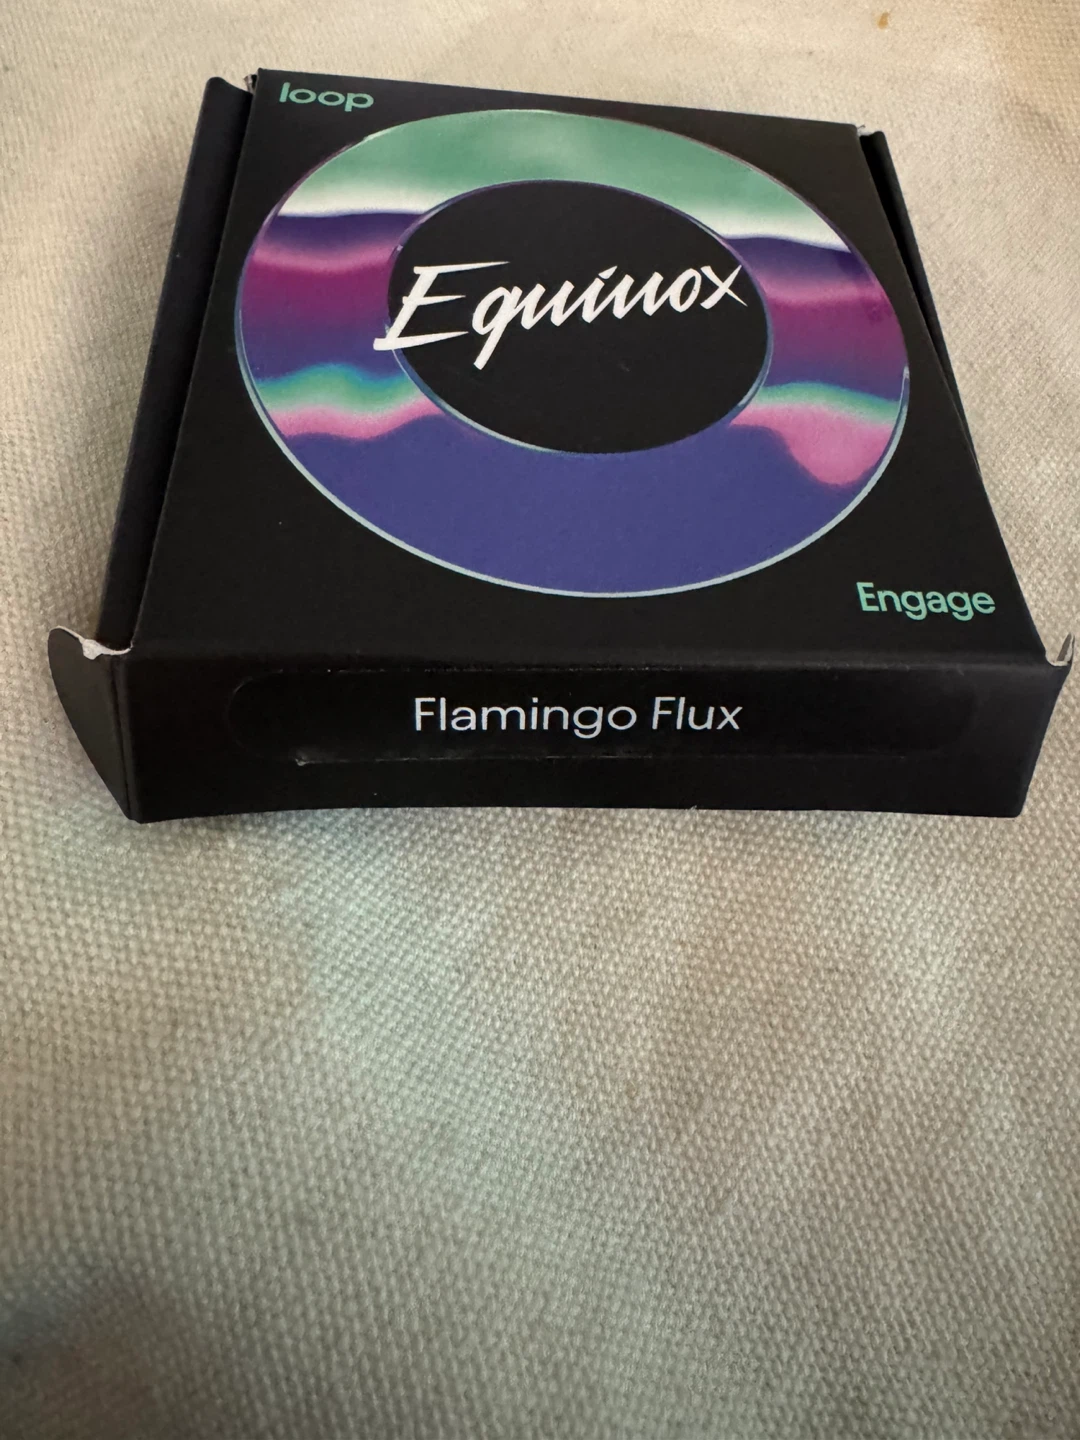 loop
Equinox
Engage
Flamingo Flux